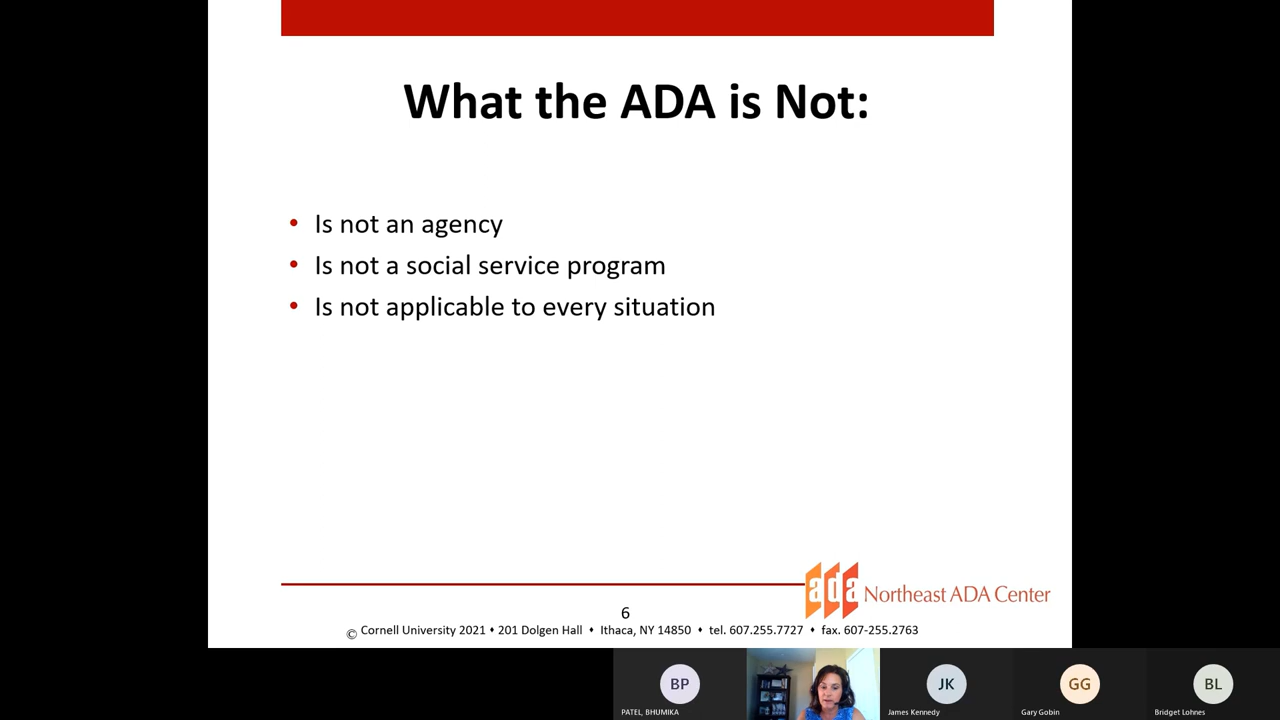 What the ADA is Not:
• Is not an agency
• Is not a social service program
• Is not applicable to every situation
ada Northeast ADA Center
6
© Cornell University 2021 • 201 Dolgen Hall • Ithaca, NY 14850 • tel. 607.255.7727 • fax. 607-255.2763
BP
JK
GG
BL
PATEL, BHUMIKA
James Kennedy
Gary Gobin
Bridget Lohnes